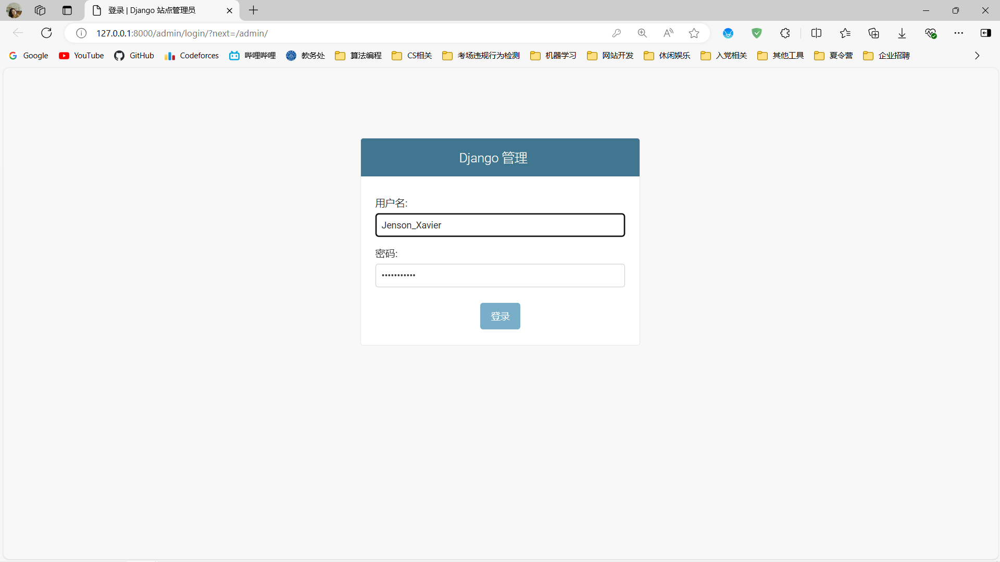 登录 | Django 站点管理员
127.0.0.1:8000/admin/login/?next=/admin/
Google YouTube GitHub Codeforces 哔哩哔哩 教务处 算法编程 CS相关 考场违规行为检测 机器学习 网站开发 休闲娱乐 入党相关 其他工具 夏令营 企业招聘
Django 管理
用户名:
Jenson_Xavier
密码:
•••••••••••
登录